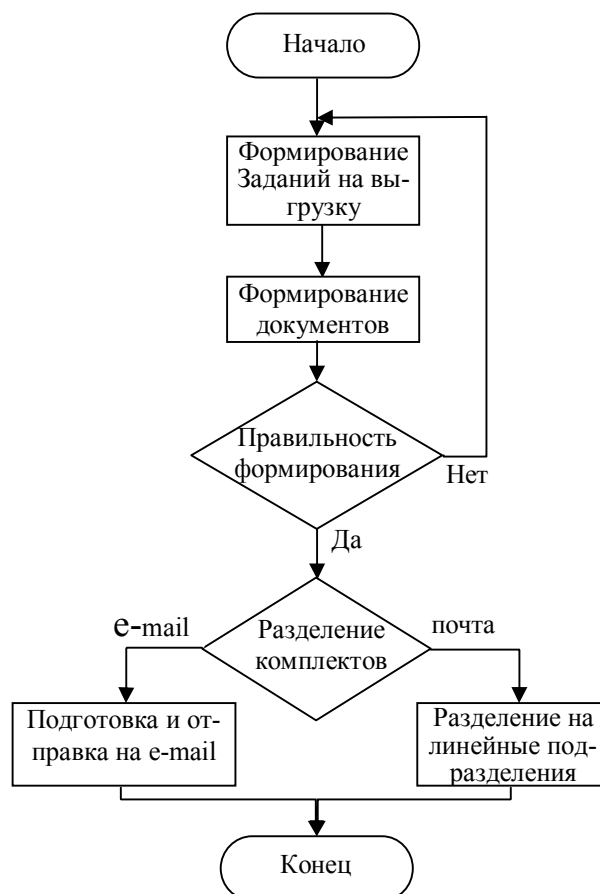 Начало
Формирование
Заданий на вы-
грузку
Формирование
документов
Правильность
формирования
Нет
Да
e-mail
Разделение
комплектов
почта
Подготовка и от-
правка на e-mail
Разделение на
линейные под-
разделения
Конец